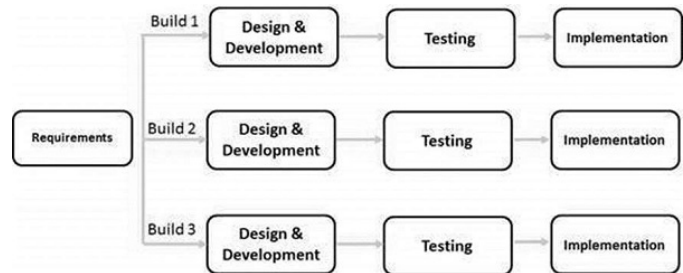 Build 1
Design &
Development
Testing
Implementation
Requirements
Build 2
Design &
Development
Testing
Implementation
Build 3
Design &
Development
Testing
Implementation